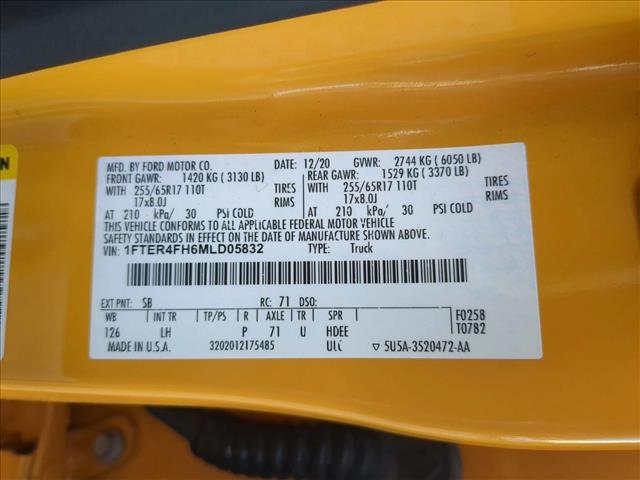 MFD. BY FORD MOTOR CO. DATE: 12/20 GVWR: 2744 KG ( 6050 LB)
FRONT GAWR: 1420 KG ( 3130 LB) REAR GAWR: 1529 KG ( 3370 LB)
WITH 255/65R17 110T TIRES WITH 255/65R17 110T TIRES
17x8.0J RIMS 17x8.0J RIMS
AT 210 kPa/ 30 PSI COLD AT 210 kPa/ 30 PSI COLD
THIS VEHICLE CONFORMS TO ALL APPLICABLE FEDERAL MOTOR VEHICLE
SAFETY STANDARDS IN EFFECT ON THE DATE OF MANUFACTURE SHOWN ABOVE.
VIN: 1FTER4FH6MLD05832 TYPE: Truck
EXT PNT: SB RC: 71 DSO:
WB INT TR TP/PS R AXLE TR SPR F0258
126 LH P 71 U HDEE T0782
MADE IN U.S.A. 3202012175485 5U5A-3520472-AA